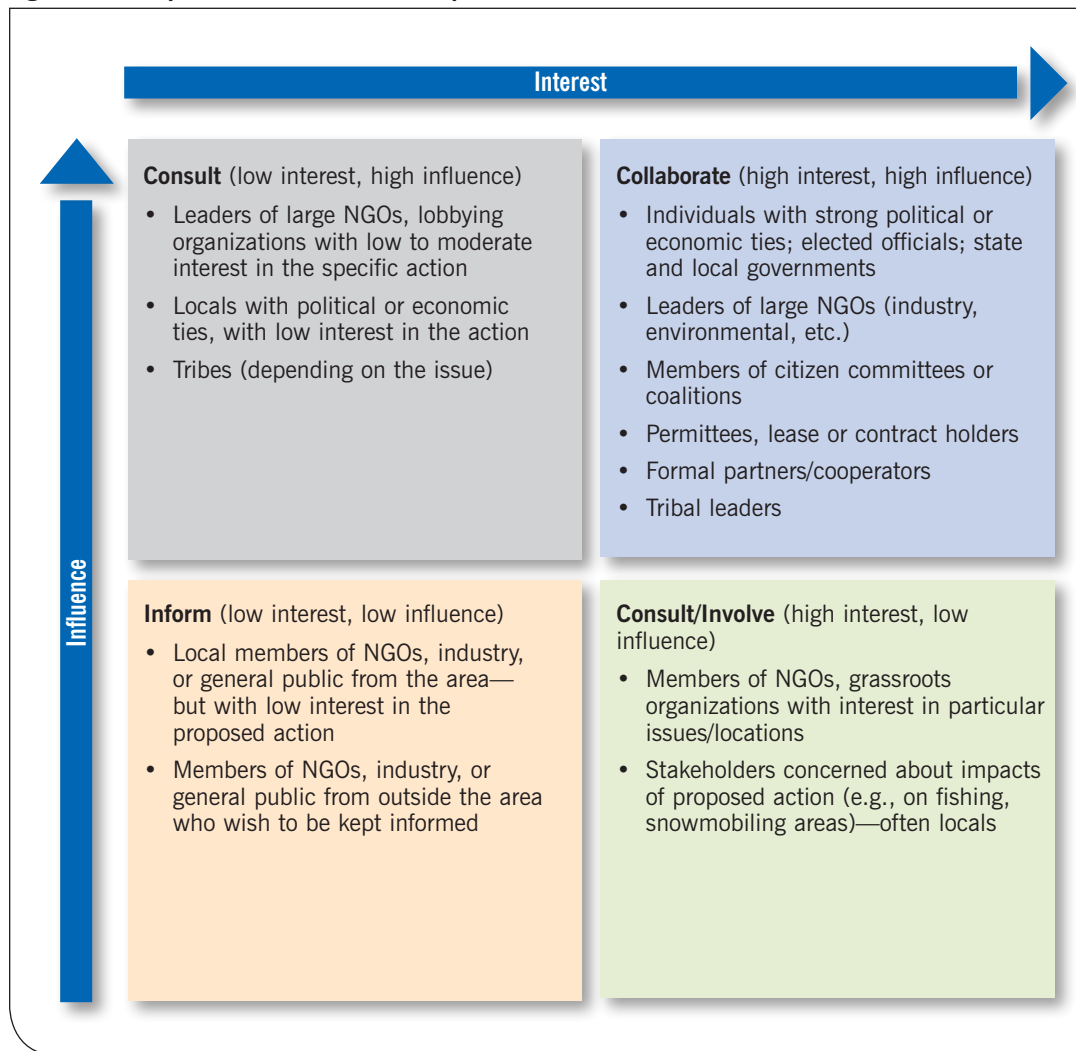 Interest
Influence
Consult (low interest, high influence)
• Leaders of large NGOs, lobbying
organizations with low to moderate
interest in the specific action
• Locals with political or economic
ties, with low interest in the action
• Tribes (depending on the issue)
Collaborate (high interest, high influence)
• Individuals with strong political or
economic ties; elected officials; state
and local governments
• Leaders of large NGOs (industry,
environmental, etc.)
• Members of citizen committees or
coalitions
• Permittees, lease or contract holders
• Formal partners/cooperators
• Tribal leaders
Inform (low interest, low influence)
• Local members of NGOs, industry,
or general public from the area—
but with low interest in the
proposed action
• Members of NGOs, industry, or
general public from outside the area
who wish to be kept informed
Consult/Involve (high interest, low
influence)
• Members of NGOs, grassroots
organizations with interest in particular
issues/locations
• Stakeholders concerned about impacts
of proposed action (e.g., on fishing,
snowmobiling areas)—often locals